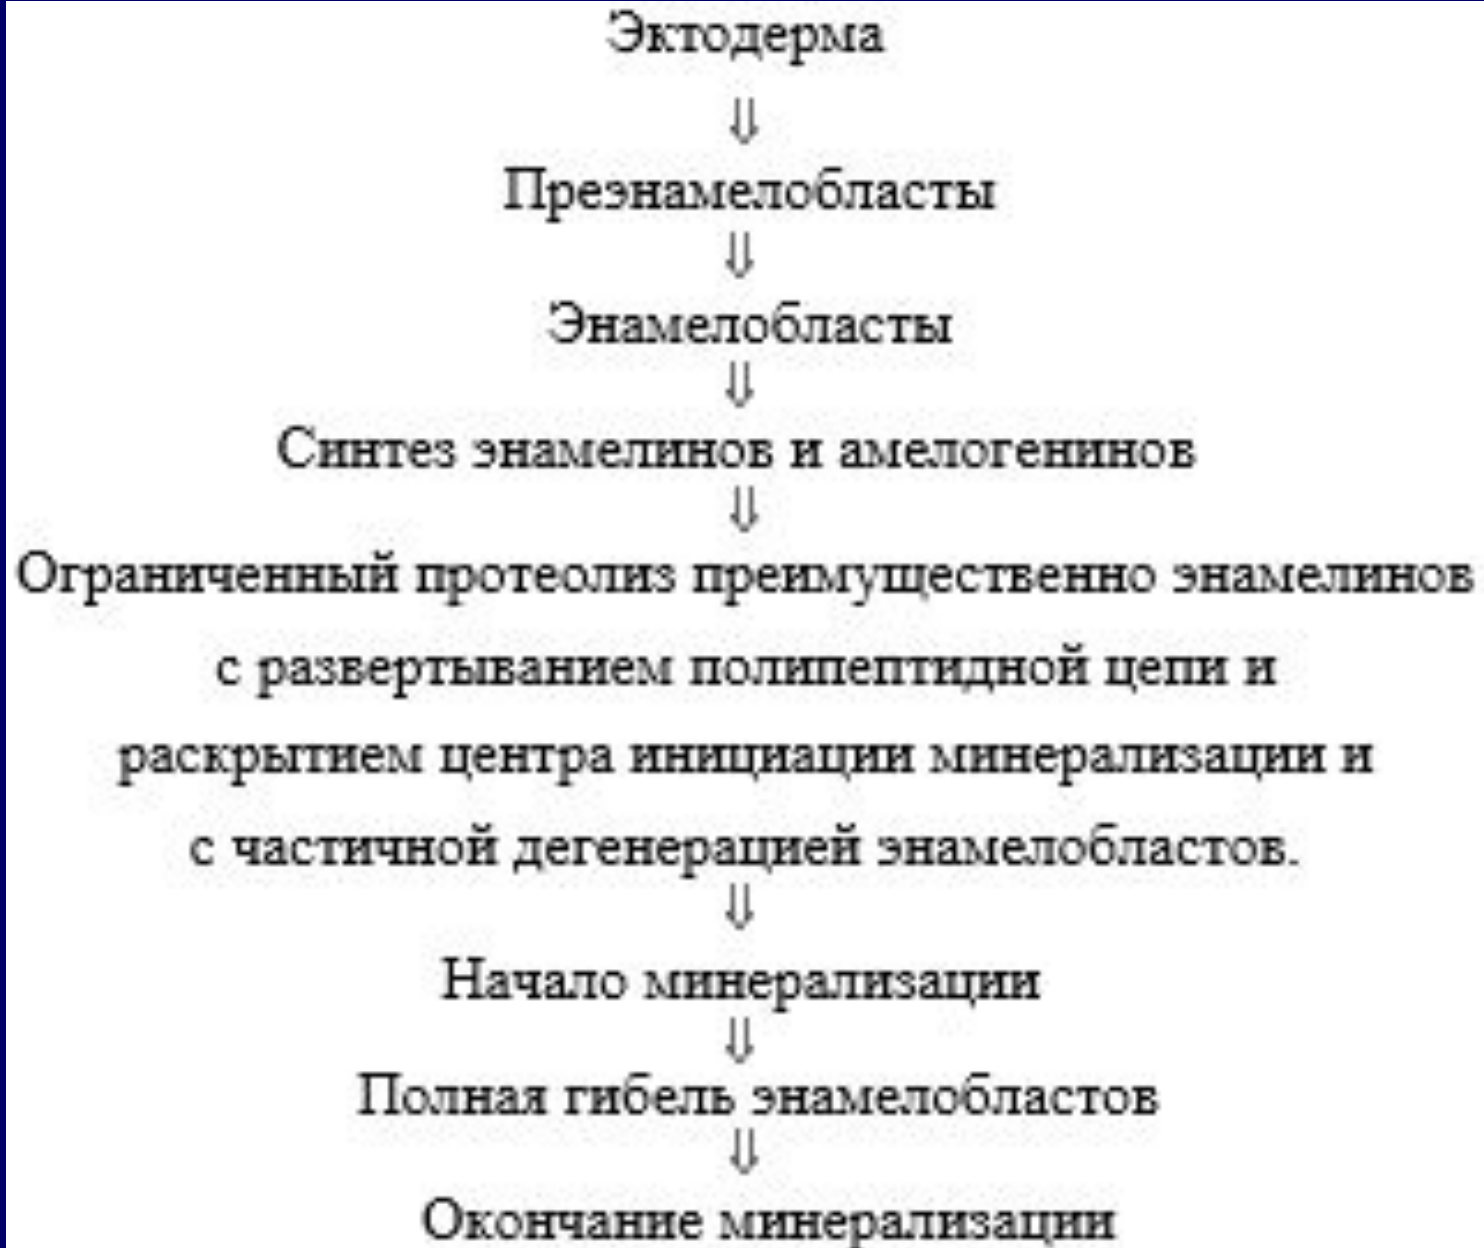 Эктодерма
⇓
Преэнамелобласты
⇓
Энамелобласты
⇓
Синтез энамелинов и амелогенинов
⇓
Ограниченный протеолиз преимущественно энамелинов
с развертыванием полипептидной цепи и
раскрытием центра инициации минерализации и
с частичной дегенерацией энамелобластов.
⇓
Начало минерализации
⇓
Полная гибель энамелобластов
⇓
Окончание минерализации